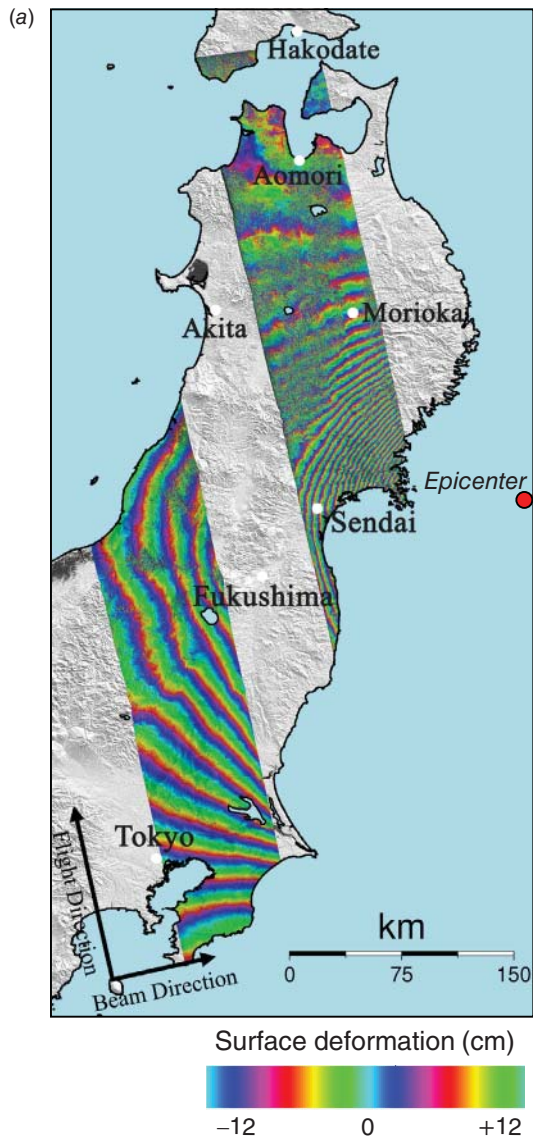 (a)
Hakodate
Aomori
Akita
Morioka
Epicenter
Sendai
Fukushima
Tokyo
Flight Direction
Beam Direction
km
0 75 150
Surface deformation (cm)
−12 0 +12